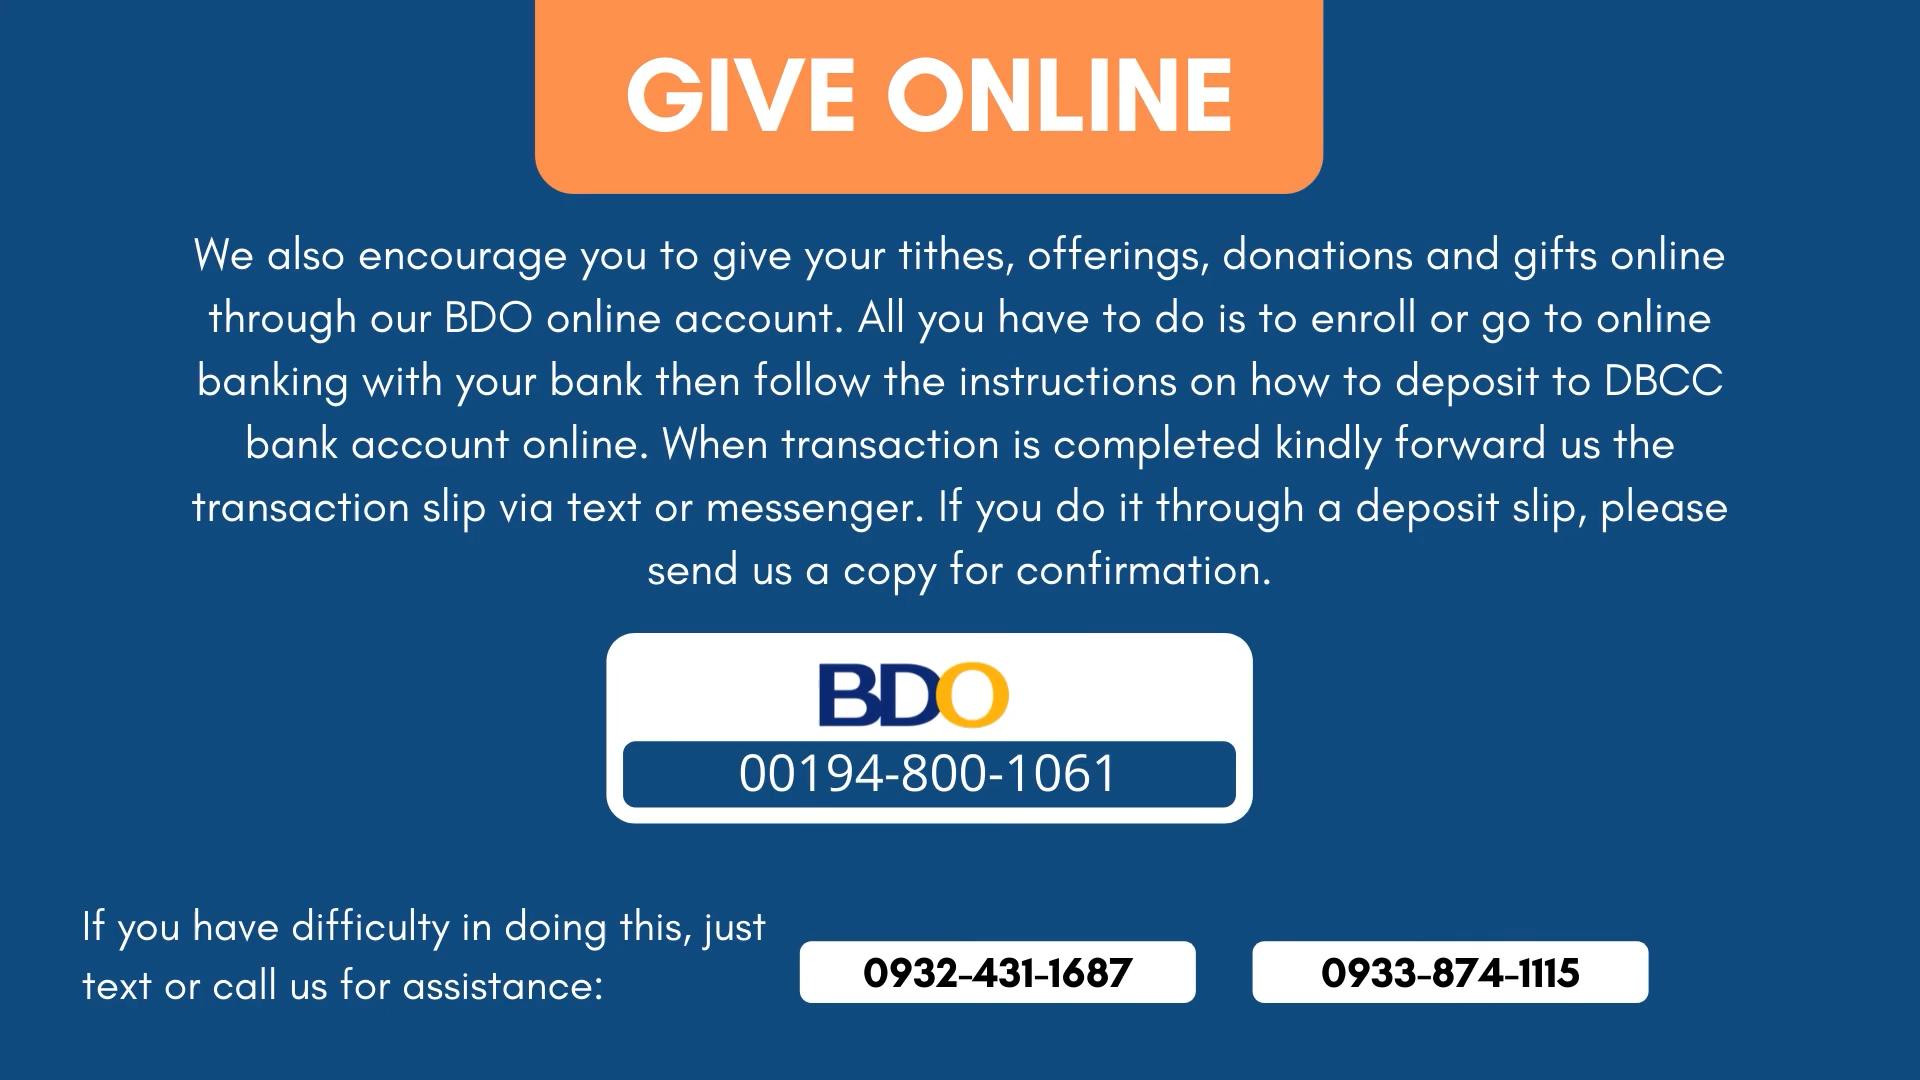 GIVE ONLINE
We also encourage you to give your tithes, offerings, donations and gifts online
through our BDO online account. All you have to do is to enroll or go to online
banking with your bank then follow the instructions on how to deposit to DBCC
bank account online. When transaction is completed kindly forward us the
transaction slip via text or messenger. If you do it through a deposit slip, please
send us a copy for confirmation.
BDO
00194-800-1061
If you have difficulty in doing this, just
text or call us for assistance:
0932-431-1687
0933-874-1115